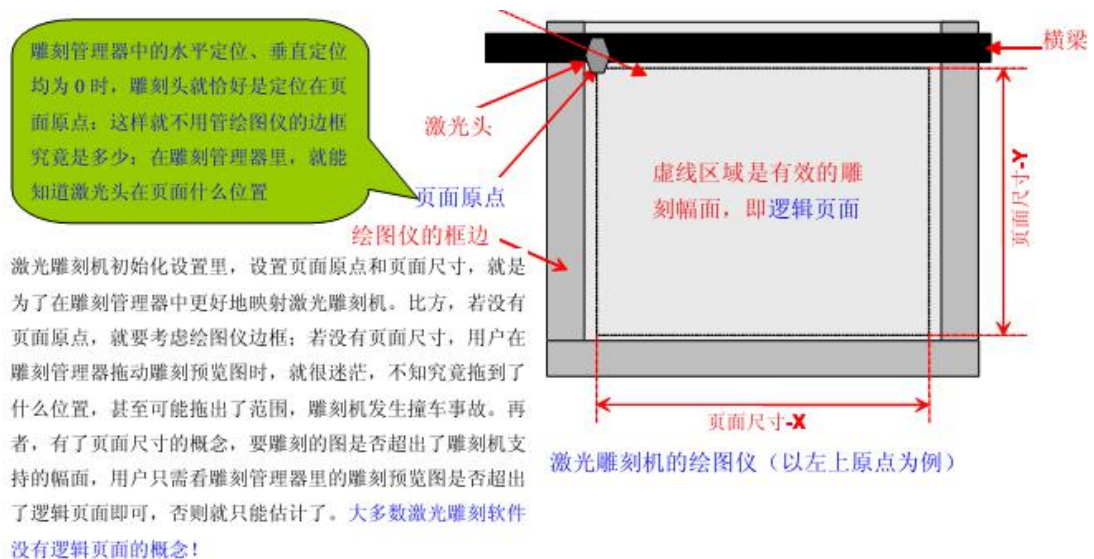 雕刻管理器中的水平定位、垂直定位
均为 0 时，雕刻头就恰好是定位在页
面原点；这样就不用管绘图仪的边框
究竟是多少；在雕刻管理器里，就能
知道激光头在页面什么位置
横梁
激光头
页面原点
绘图仪的框边
虚线区域是有效的雕
刻幅面，即逻辑页面
页面尺寸-Y
页面尺寸-X
激光雕刻机的绘图仪（以左上原点为例）
激光雕刻机初始化设置里，设置页面原点和页面尺寸，就是
为了在雕刻管理器中更好地映射激光雕刻机。比方，若没有
页面原点，就要考虑绘图仪边框；若没有页面尺寸，用户在
雕刻管理器拖动雕刻预览图时，就很迷茫，不知究竟拖到了
什么位置，甚至可能拖出了范围，雕刻机发生撞车事故。再
者，有了页面尺寸的概念，要雕刻的图是否超出了雕刻机支
持的幅面，用户只需看雕刻管理器里的雕刻预览图是否超出
了逻辑页面即可，否则就只能估计了。大多数激光雕刻软件
没有逻辑页面的概念！